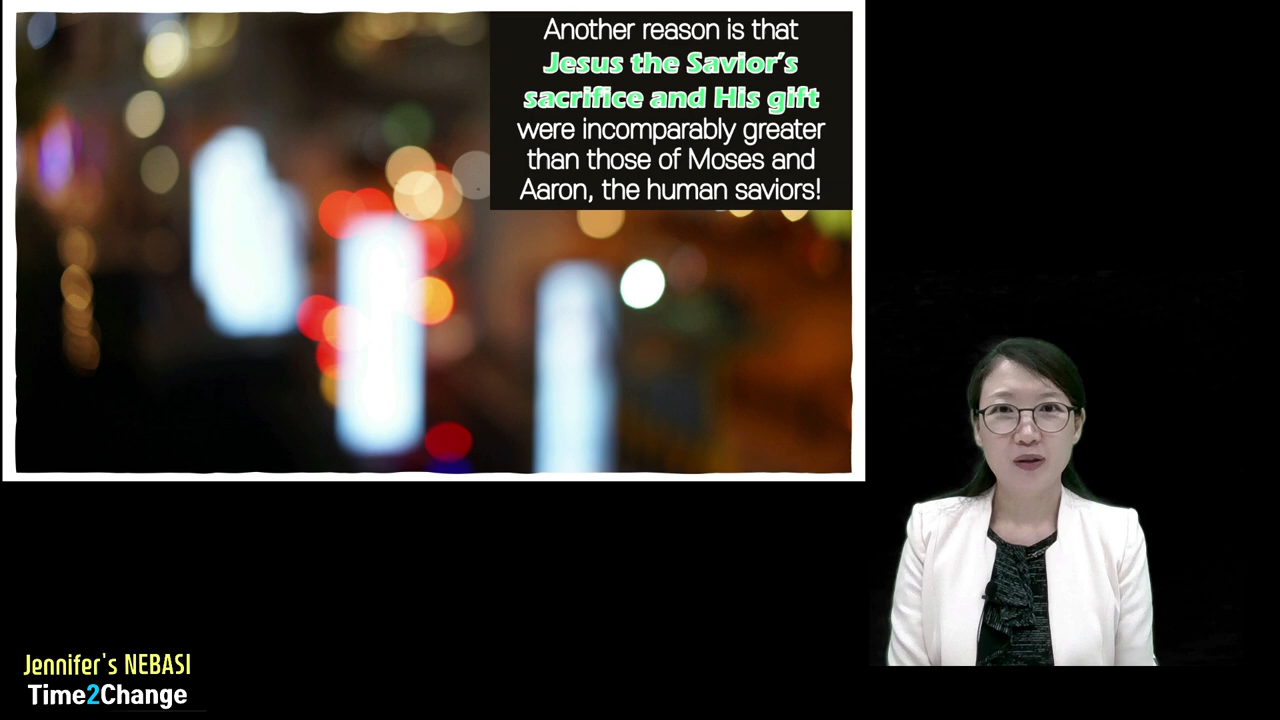 Another reason is that
Jesus the Savior's
sacrifice and His gift
were incomparably greater
than those of Moses and
Aaron, the human saviors!
Jennifer's NEBASI
Time2Change